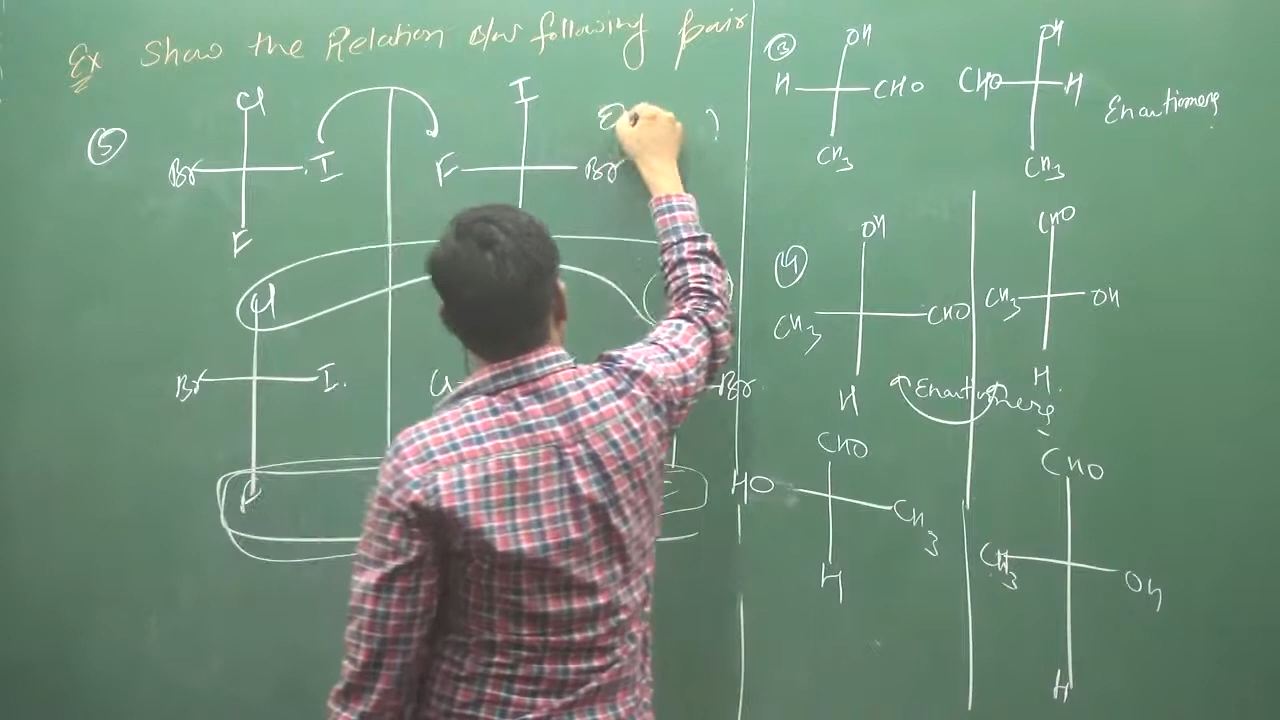 Ex Show the Relation b/w following pair
5
Cl
Br I
F
I
F Br
?
Cl
Br I.
F
Cl Br
3
OH
H CHO
CH3
OH
CHO H
CH3
Enantiomers
4
OH
CH3 CHO
H
CHO
CH3 OH
H
Enantiomers
CHO
HO CH3
H
CHO
CH3 OH
H